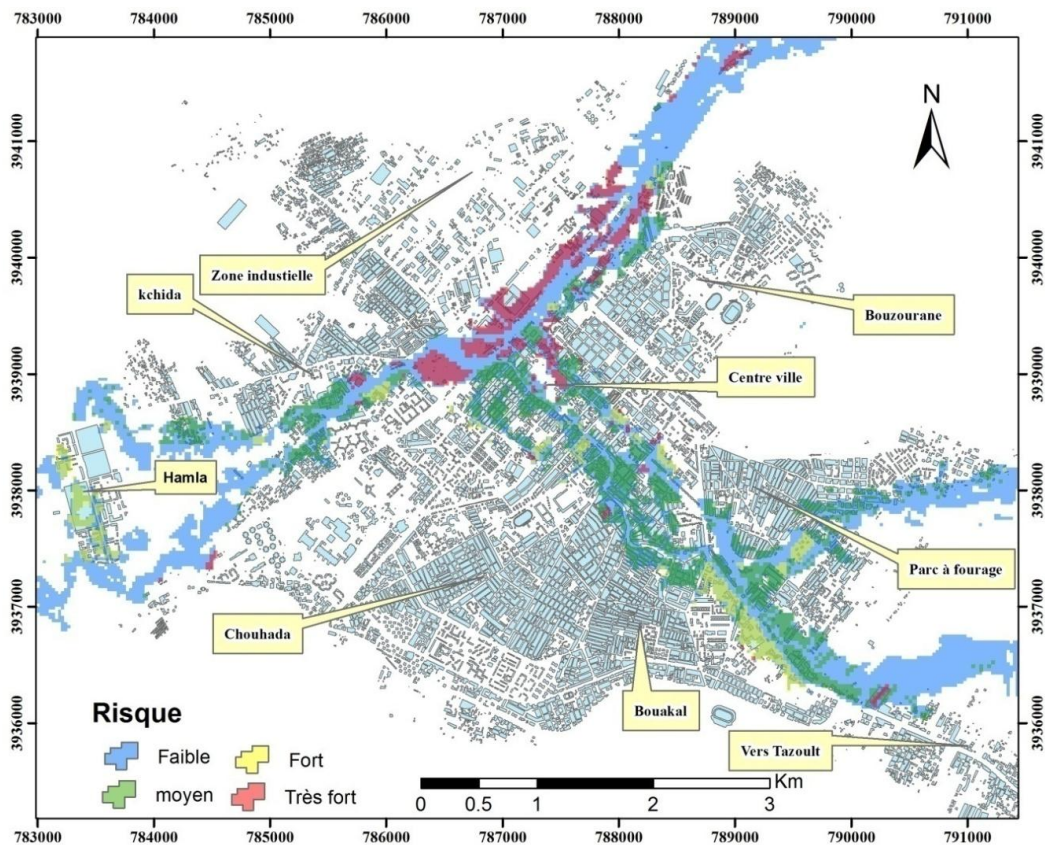 783000 784000 785000 786000 787000 788000 789000 790000 791000
N
3941000 3941000
3940000 3940000
3939000 3939000
3938000 3938000
3937000 3937000
3936000 3936000
Zone industielle
kchida
Bouzourane
Centre ville
Hamla
Parc à fourage
Chouhada
Bouakal
Vers Tazoult
Risque
Faible Fort
moyen Très fort
Km
0 0.5 1 2 3
783000 784000 785000 786000 787000 788000 789000 790000 791000